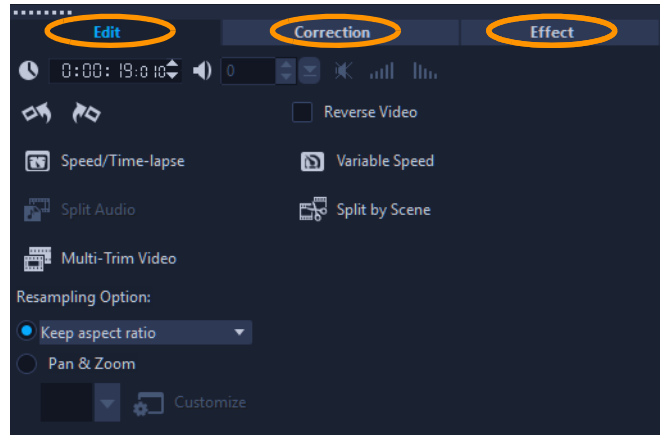 Edit Correction Effect
0:00:19:010 0
Reverse Video
Speed/Time-lapse Variable Speed
Split Audio Split by Scene
Multi-Trim Video
Resampling Option:
Keep aspect ratio
Pan & Zoom
Customize